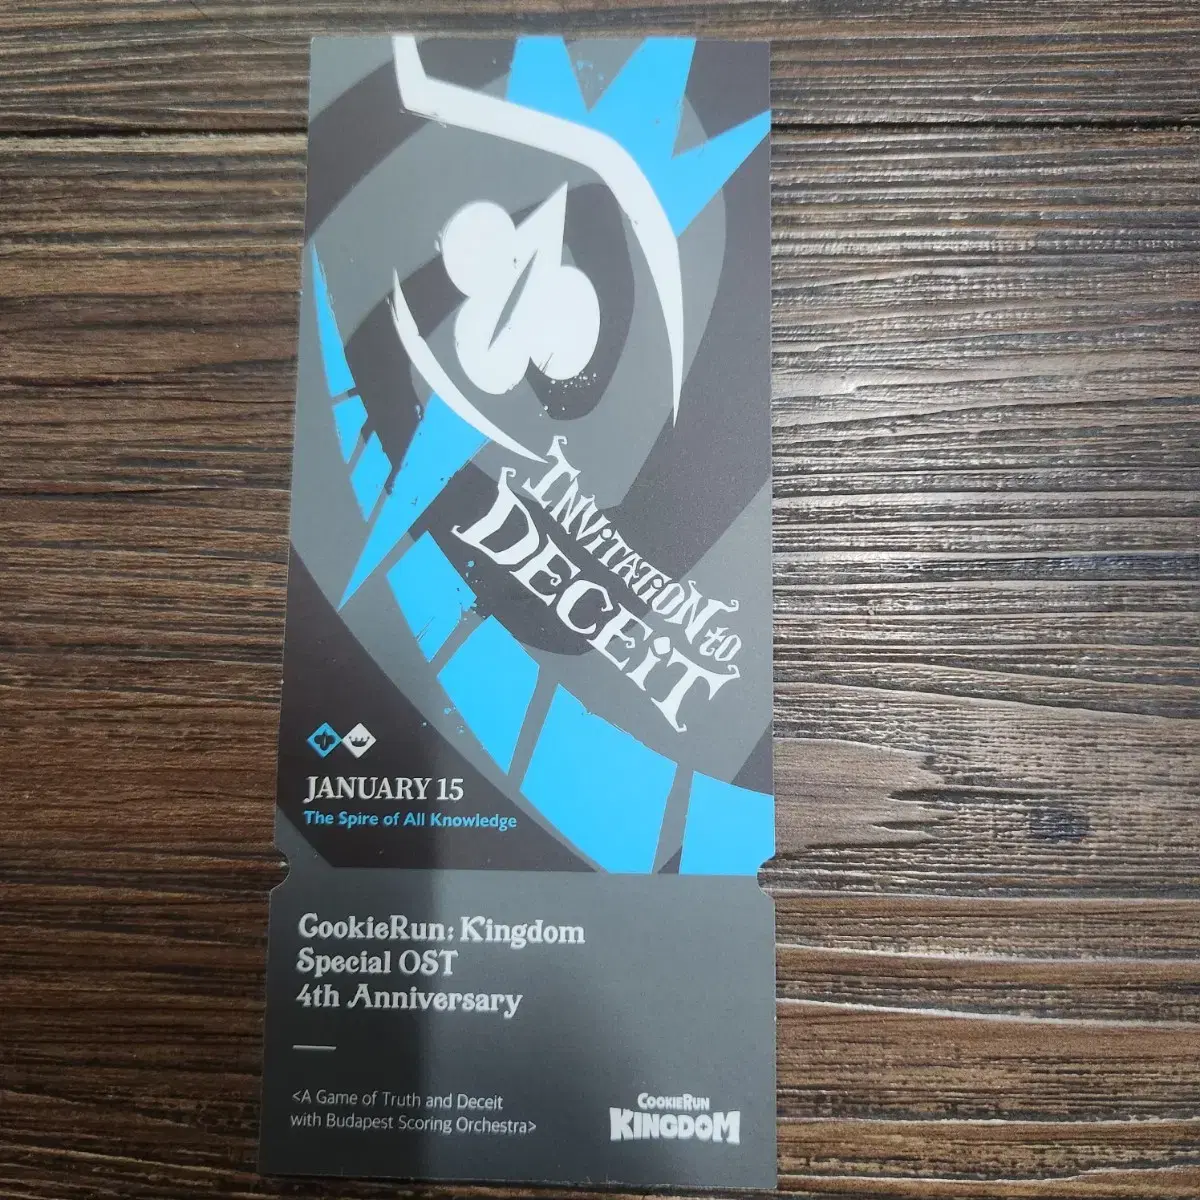 INViTATiON to
DECEiT
JANUARY 15
The Spire of All Knowledge
CookieRun: Kingdom
Special OST
4th Anniversary
<A Game of Truth and Deceit
with Budapest Scoring Orchestra>
COOKIERUN
KINGDOM